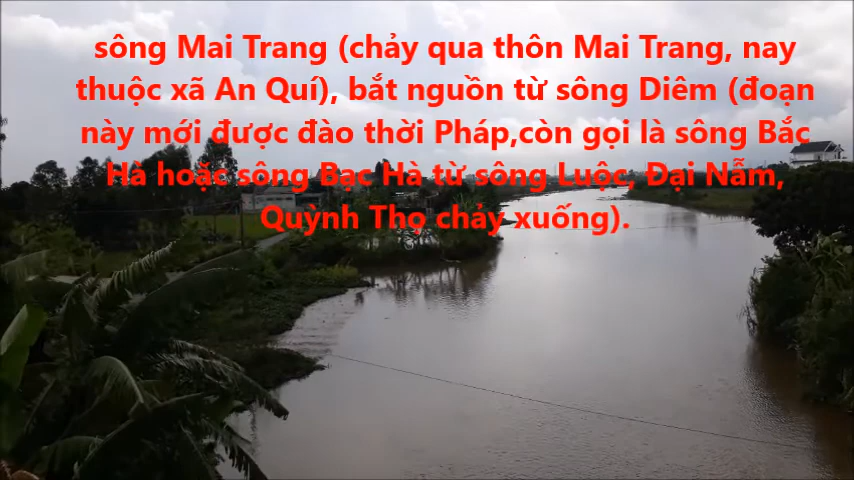 sông Mai Trang (chảy qua thôn Mai Trang, nay
thuộc xã An Quí), bắt nguồn từ sông Diêm (đoạn
này mới được đào thời Pháp,còn gọi là sông Bắc
Hà hoặc sông Bạc Hà từ sông Luộc, Đại Nẫm,
Quỳnh Thọ chảy xuống).